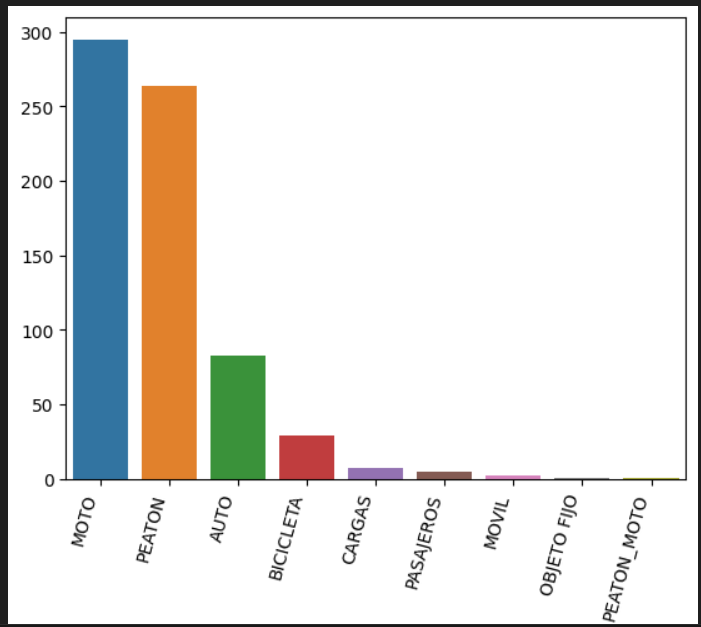 300
250
200
150
100
50
0
MOTO
PEATON
AUTO
BICICLETA
CARGAS
PASAJEROS
MOVIL
OBJETO FIJO
PEATON_MOTO